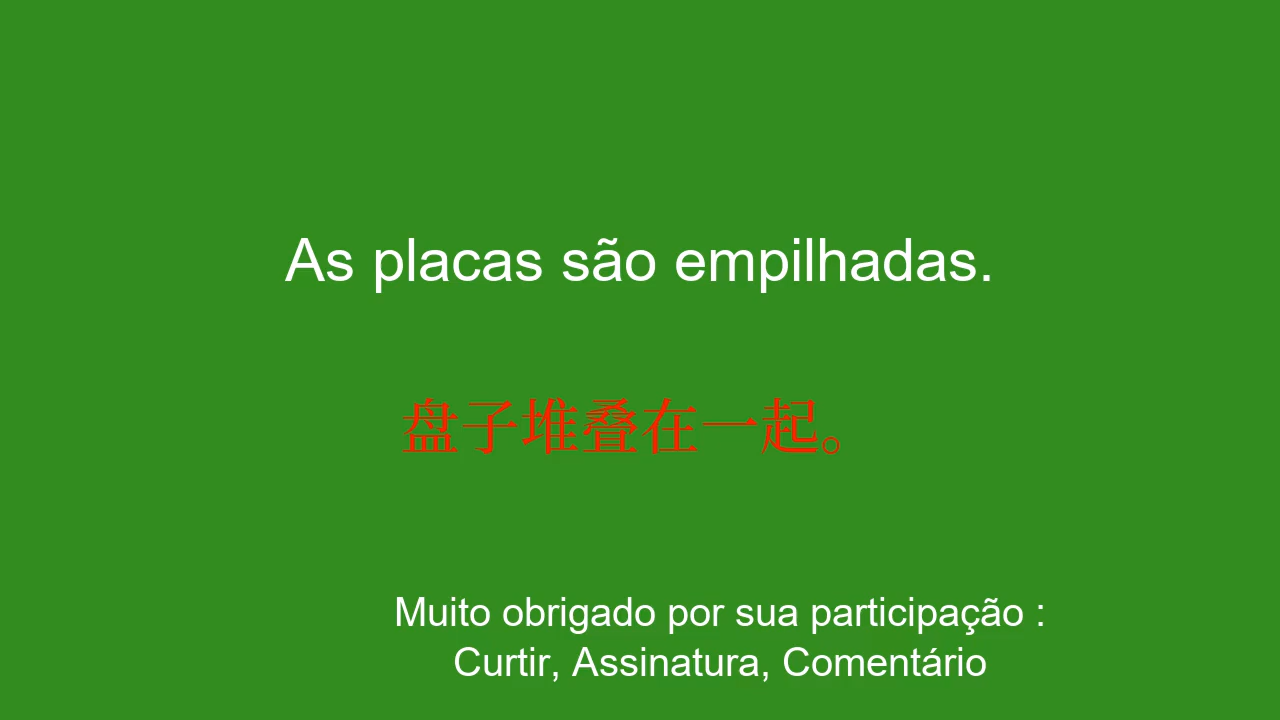 As placas são empilhadas.
盘子堆叠在一起。
Muito obrigado por sua participação :
Curtir, Assinatura, Comentário